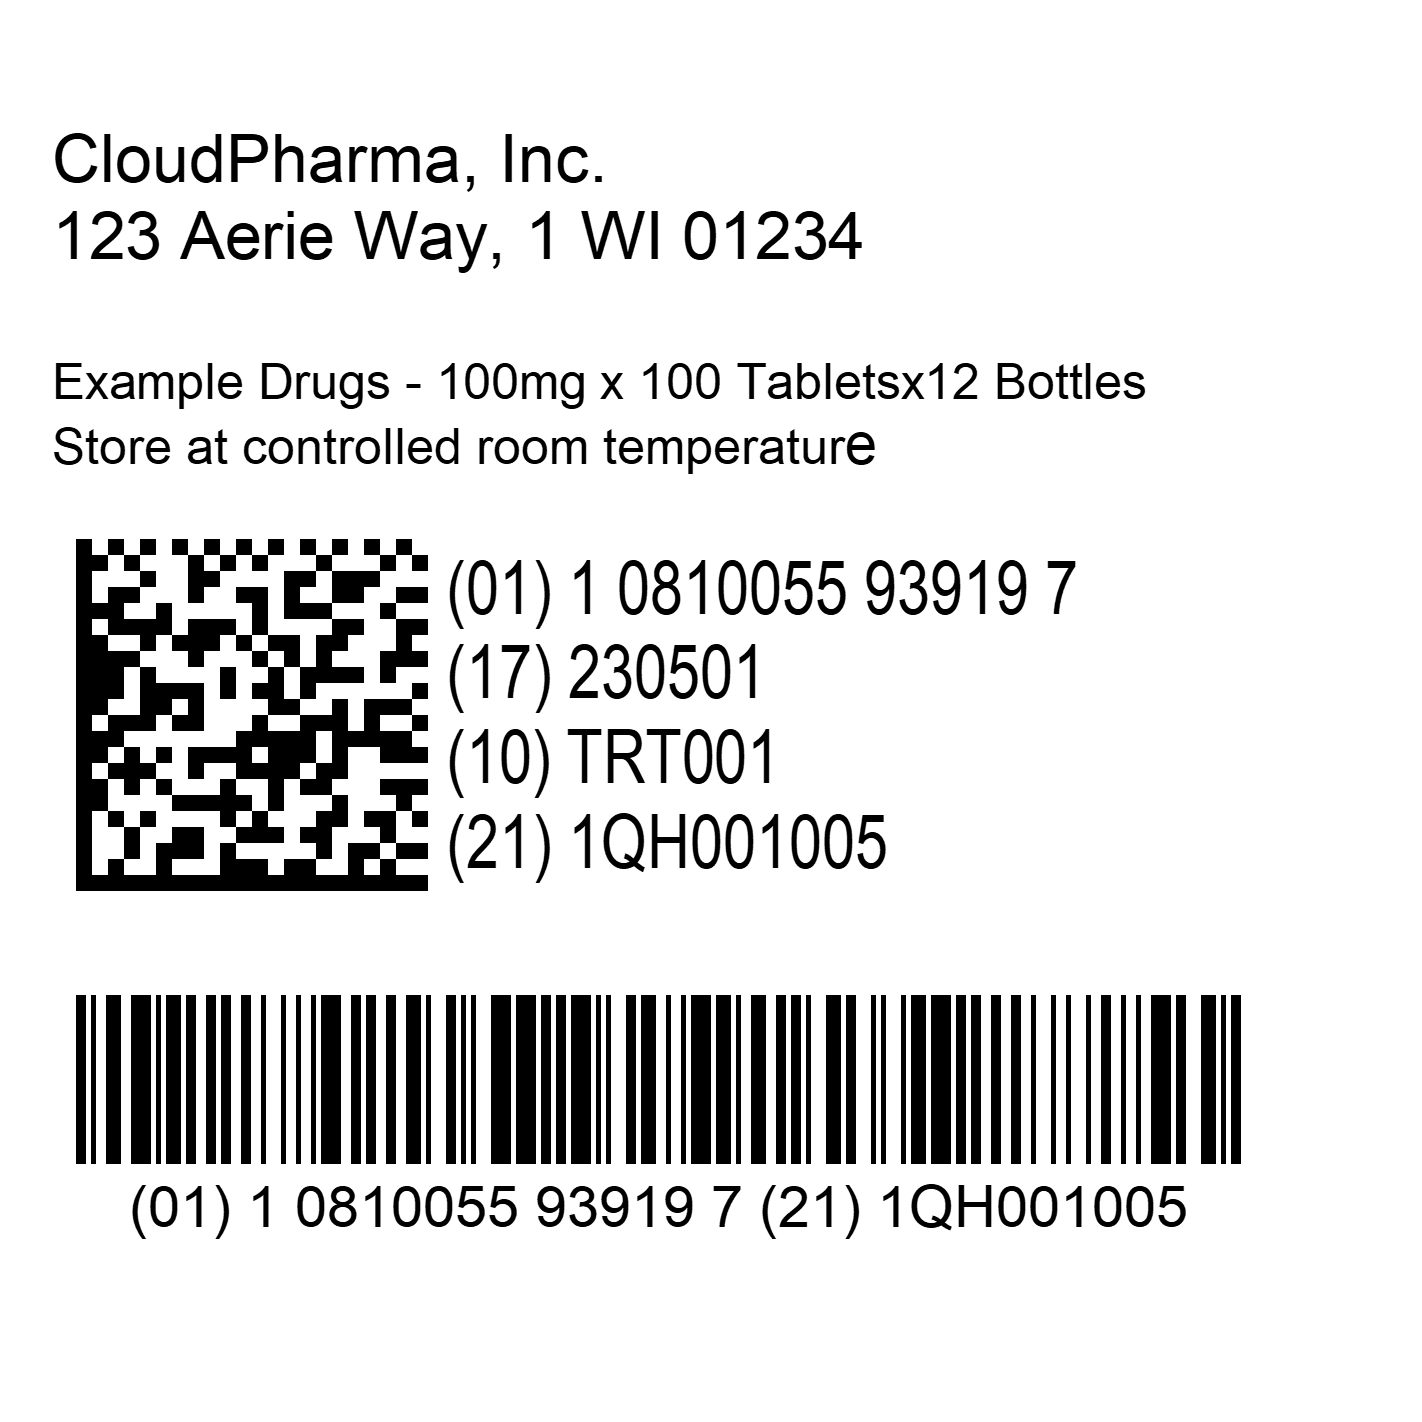 CloudPharma, Inc.
123 Aerie Way, 1 WI 01234
Example Drugs - 100mg x 100 Tabletsx12 Bottles
Store at controlled room temperature
(01) 1 0810055 93919 7
(17) 230501
(10) TRT001
(21) 1QH001005
(01) 1 0810055 93919 7 (21) 1QH001005